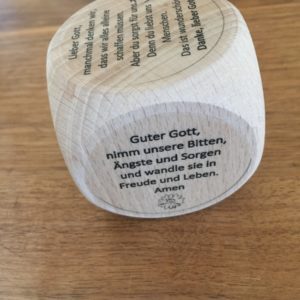 Lieber Gott,
manchmal denken wir,
dass wir alles alleine
schaffen müssen.
Aber du sorgst für uns.
Denn du liebst uns
Menschen.
Das ist wunderschön
Danke, lieber Gott
Guter Gott,
nimm unsere Bitten,
Ängste und Sorgen
und wandle sie in
Freude und Leben.
Amen